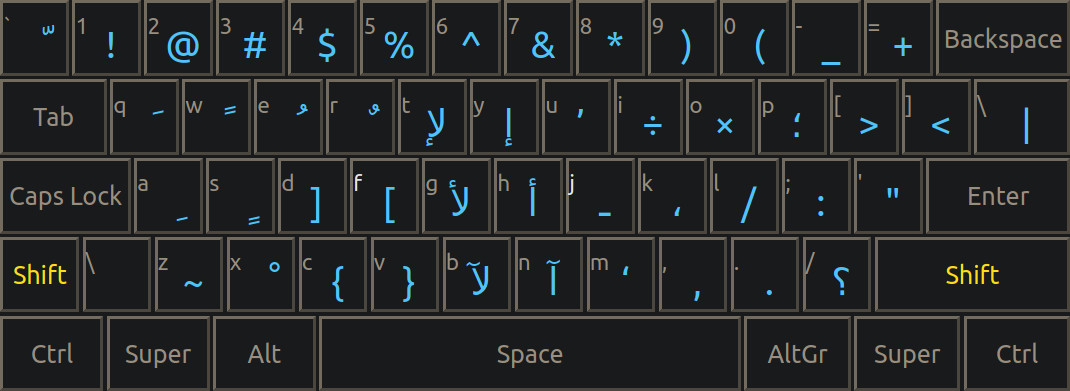 ` ّ 1 ! 2 @ 3 # 4 $ 5 % 6 ^ 7 & 8 * 9 ) 0 ( - _ = + Backspace
Tab q َ w ً e ُ r ٌ t لإ y إ u ’ i ÷ o × p ؛ [ > ] < \ |
Caps Lock a ِ s ٍ d ] f [ g لأ h أ j ـ k ، l / ; : ' " Enter
Shift \ z ~ x ْ c { v } b لآ n آ m ‘ , , . . / ؟ Shift
Ctrl Super Alt Space AltGr Super Ctrl